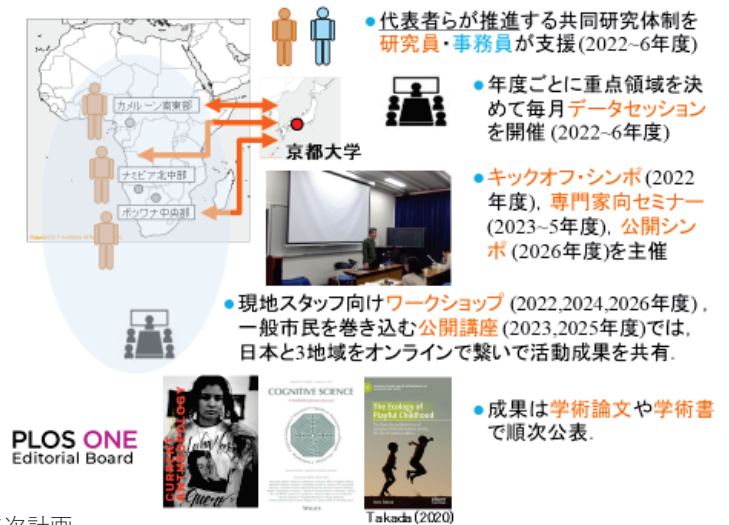 代表者らが推進する共同研究体制を
研究員・事務員が支援(2022~6年度)
カメルーン南東部
年度ごとに重点領域を決
めて毎月データセッション
を開催 (2022~6年度)
京都大学
ナミビア北中部
ボツワナ中央部
キックオフ・シンポ(2022
年度), 専門家向セミナー
(2023~5年度), 公開シン
ポ(2026年度)を主催
現地スタッフ向けワークショップ (2022,2024,2026年度),
一般市民を巻き込む公開講座(2023,2025年度)では,
日本と3地域をオンラインで繋いで活動成果を共有.
CURRENT
ANTHROPOLOGY
COGNITIVE SCIENCE
WILEY
The Ecology of
Playful Childhood
PLOS ONE
Editorial Board
成果は学術論文や学術書
で順次公表.
Takada (2020)
次計画